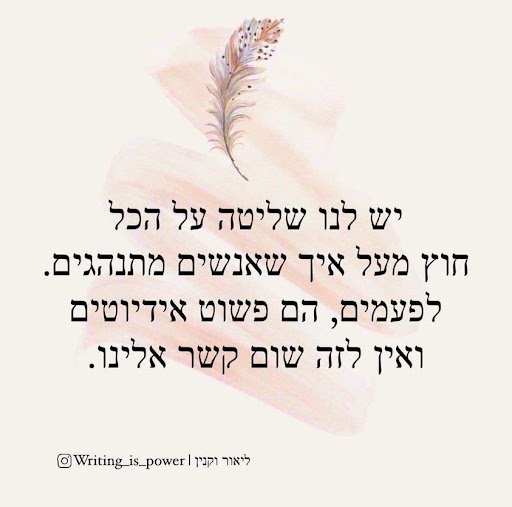 יש לנו שליטה על הכל
חוץ מעל איך שאנשים מתנהגים.
לפעמים, הם פשוט אידיוטים
ואין לזה שום קשר אלינו.
ליאור וקנין | Writing_is_power